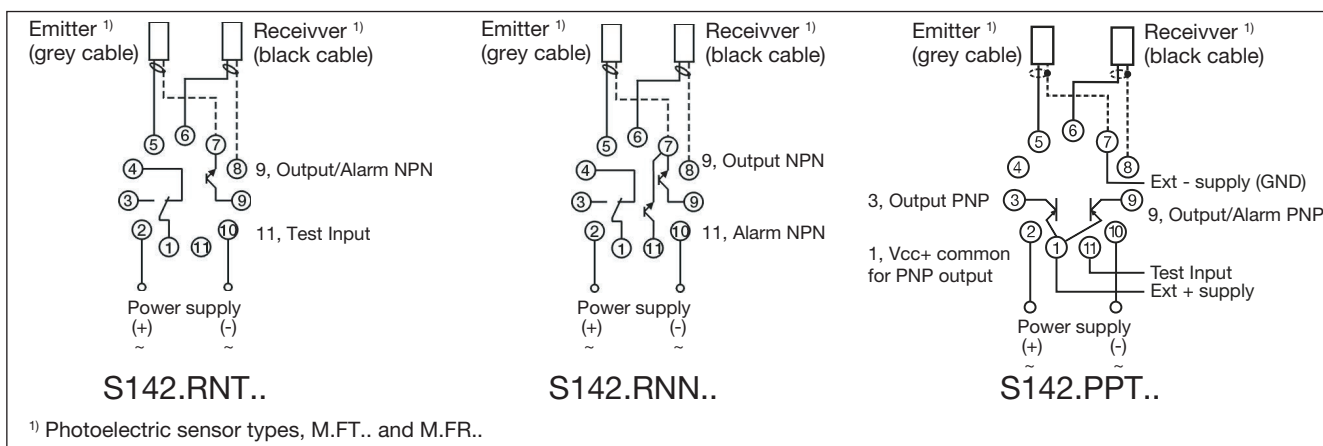 Emitter 1)
(grey cable)
Receivver 1)
(black cable)
5
6
7
4
8
9, Output/Alarm NPN
3
9
2
1
11
10
11, Test Input
Power supply
(+)
(-)
~
~
S142.RNT..
Emitter 1)
(grey cable)
Receivver 1)
(black cable)
5
6
7
9, Output NPN
4
8
3
9
2
1
11
10
11, Alarm NPN
Power supply
(+)
(-)
~
~
S142.RNN..
Emitter 1)
(grey cable)
Receivver 1)
(black cable)
5
6
7
4
8
Ext - supply (GND)
3, Output PNP
3
9
9, Output/Alarm PNP
2
1
11
10
1, Vcc+ common
for PNP output
Test Input
Ext + supply
Power supply
(+)
(-)
~
~
S142.PPT..
1) Photoelectric sensor types, M.FT.. and M.FR..